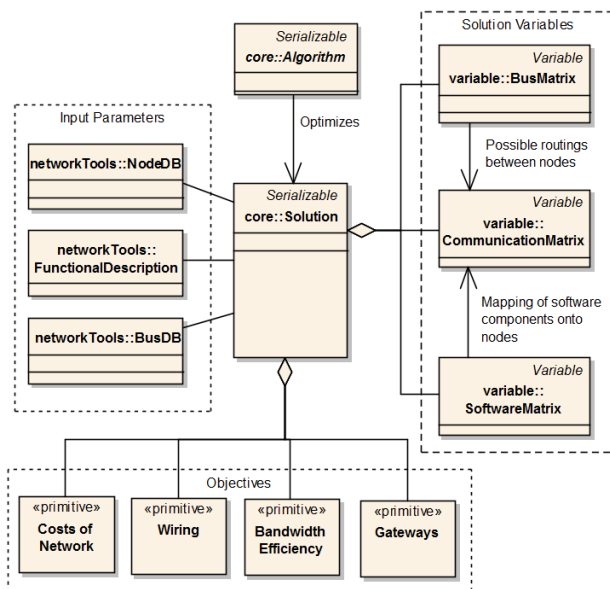 Serializable
core::Algorithm
Solution Variables
Variable
variable::BusMatrix
Input Parameters
Optimizes
networkTools::NodeDB
Possible routings
between nodes
Serializable
core::Solution
Variable
variable::
CommunicationMatrix
networkTools::
FunctionalDescription
Mapping of software
components onto
nodes
networkTools::BusDB
Variable
variable::
SoftwareMatrix
Objectives
«primitive»
Costs of
Network
«primitive»
Wiring
«primitive»
Bandwidth
Efficiency
«primitive»
Gateways